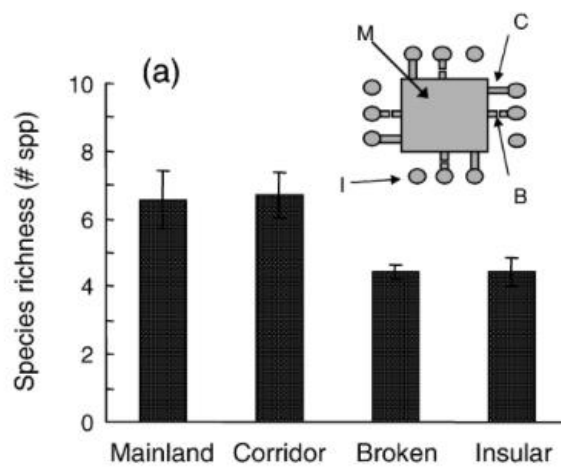 (a)
M
C
B
I
Species richness (# spp)
10
8
6
4
2
0
Mainland Corridor Broken Insular